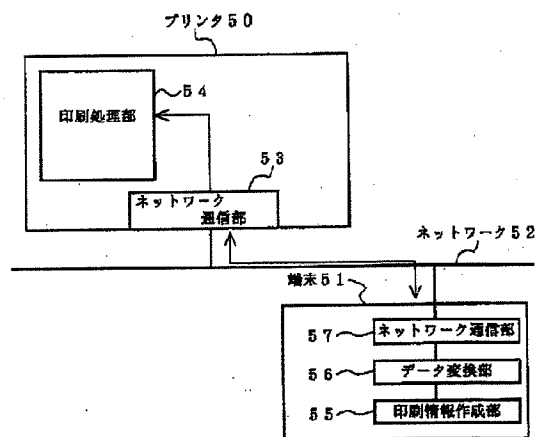 プリンタ50
54
印刷処理部
53
ネットワーク
通信部
ネットワーク52
端末51
57
ネットワーク通信部
56
データ変換部
55
印刷情報作成部